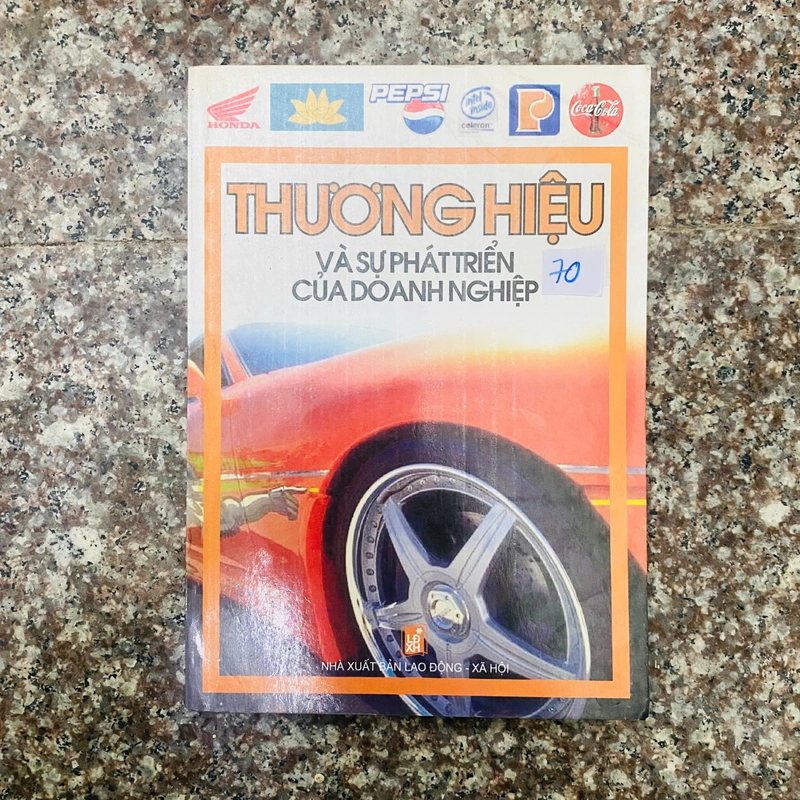 HONDA
PEPSI
intel inside
celeron
P
Coca-Cola
THƯƠNG HIỆU
VÀ SỰ PHÁT TRIỂN
70
CỦA DOANH NGHIỆP
LĐ
XH
NHÀ XUẤT BẢN LAO ĐỘNG - XÃ HỘI